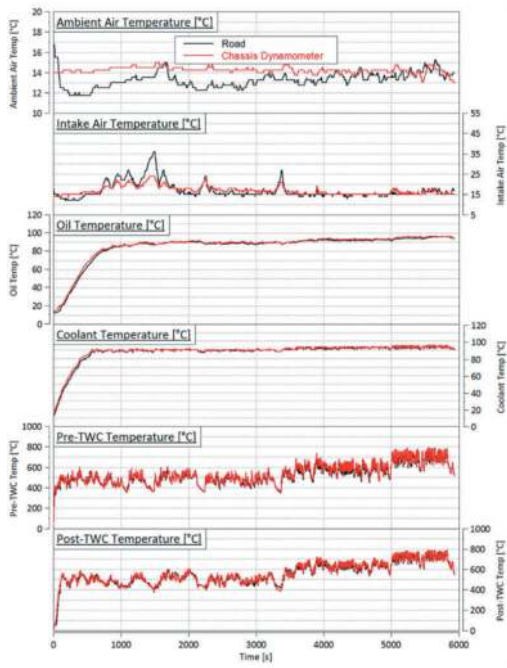 Ambient Air Temperature [°C]
20
18
16
14
12
10
Ambient Air Temp [°C]
Road
Chassis Dynamometer
Intake Air Temperature [°C]
55
45
35
25
15
5
Intake Air Temp [°C]
Oil Temperature [°C]
120
100
80
60
40
20
0
Oil Temp [°C]
Coolant Temperature [°C]
120
100
80
60
40
20
0
Coolant Temp [°C]
Pre-TWC Temperature [°C]
1000
800
600
400
200
0
Pre-TWC Temp [°C]
Post-TWC Temperature [°C]
1000
800
600
400
200
0
Post-TWC Temp [°C]
0 1000 2000 3000 4000 5000 6000
Time [s]